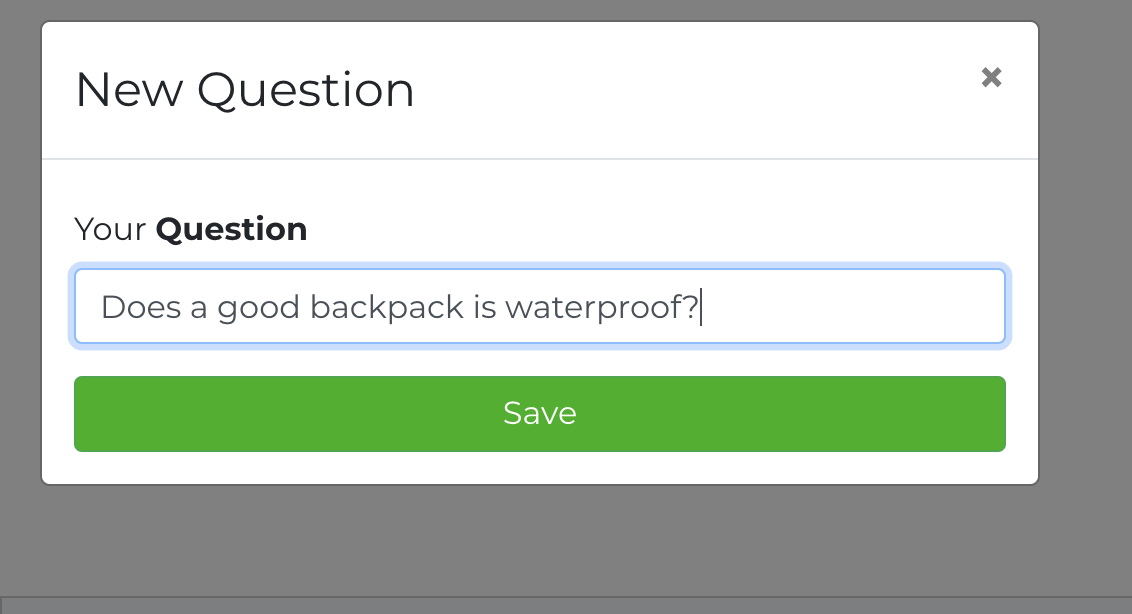 New Question
×
Your Question
Does a good backpack is waterproof?
Save